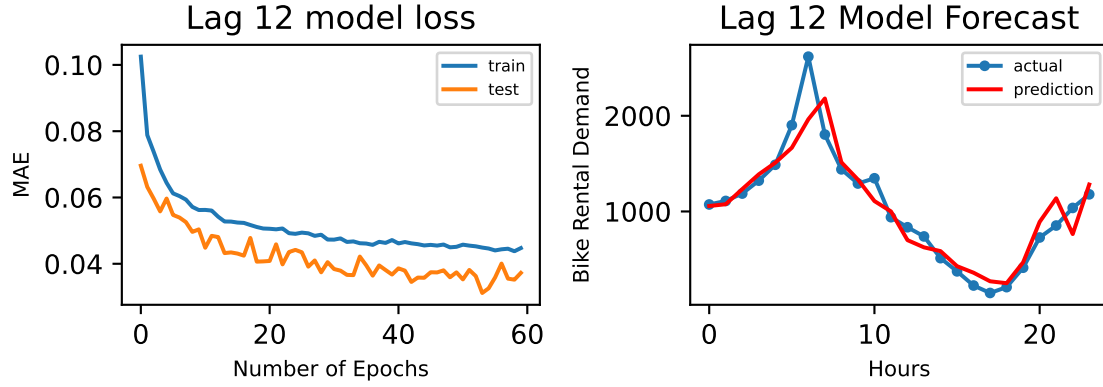 Lag 12 model loss
MAE
0.10
0.08
0.06
0.04
train
test
0
20
40
60
Number of Epochs
Lag 12 Model Forecast
Bike Rental Demand
2000
1000
actual
prediction
0
10
20
Hours